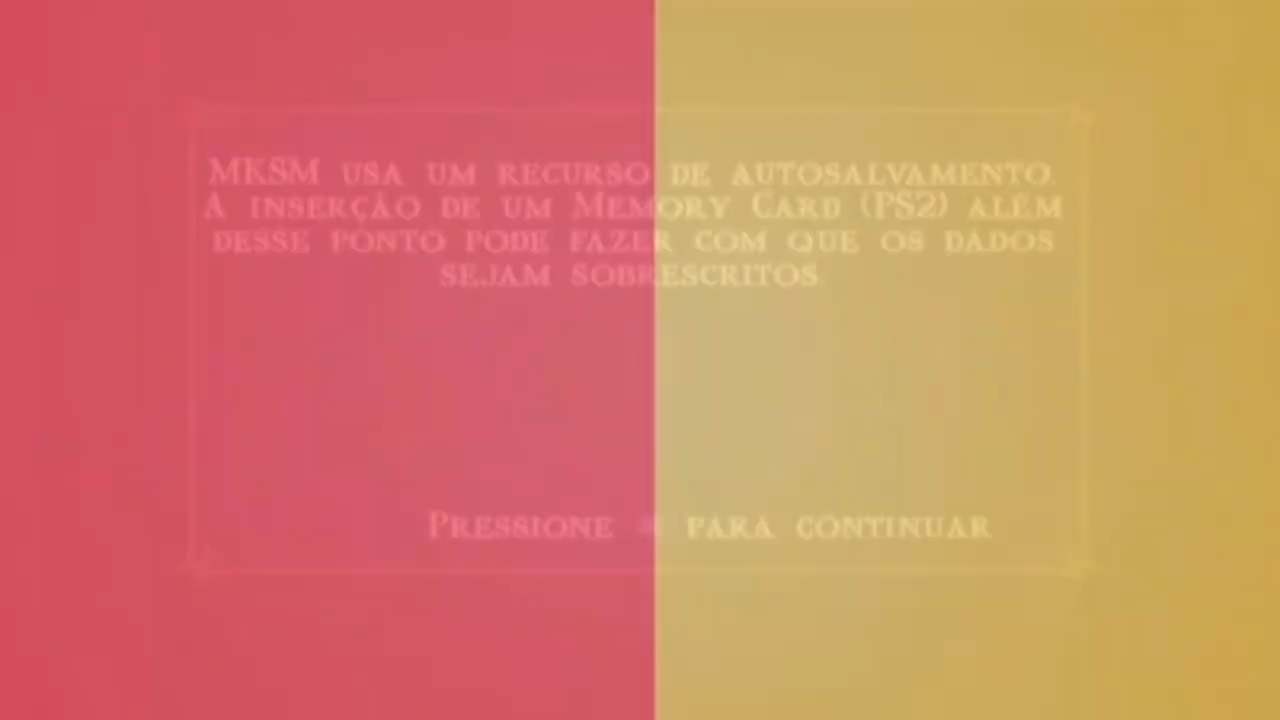 MKSM USA UM RECURSO DE AUTOSALVAMENTO.
A INSERÇÃO DE UM MEMORY CARD (PS2) ALÉM
DESSE PONTO PODE FAZER COM QUE OS DADOS
SEJAM SOBRESCRITOS
PRESSIONE PARA CONTINUAR